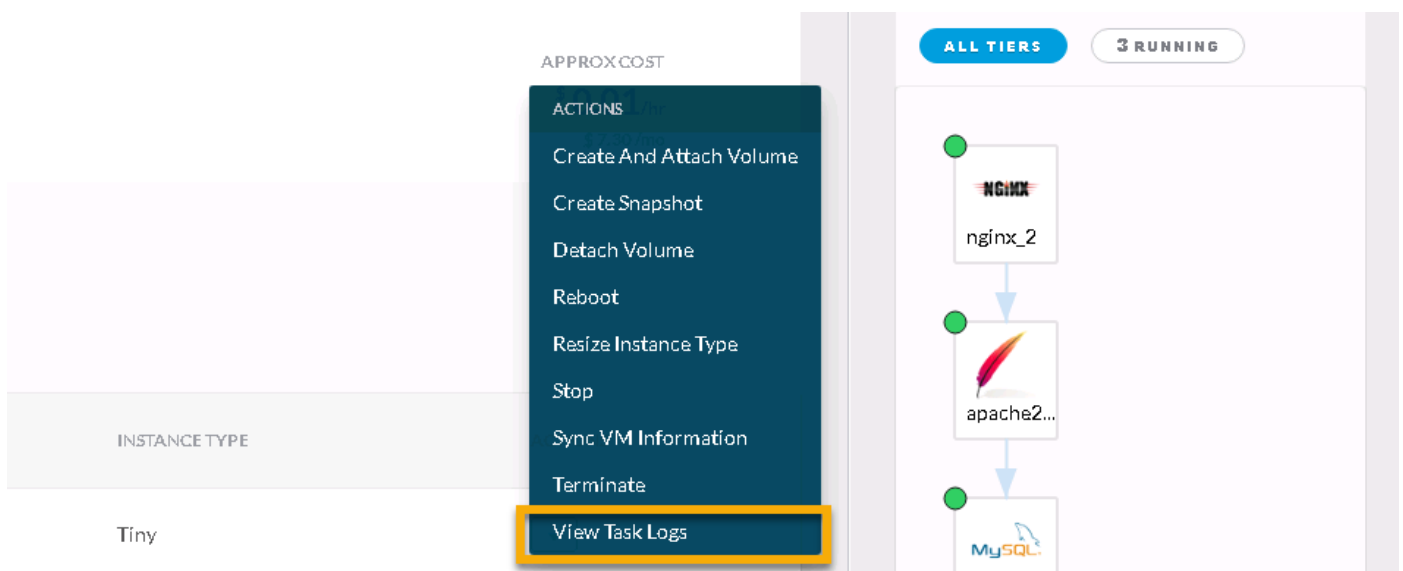 APPROX COST
ACTIONS
Create And Attach Volume
Create Snapshot
Detach Volume
Reboot
Resize Instance Type
Stop
Sync VM Information
Terminate
View Task Logs
INSTANCE TYPE
Tiny
ALL TIERS
3 RUNNING
NGiNX
nginx_2
apache2...
MySQL.